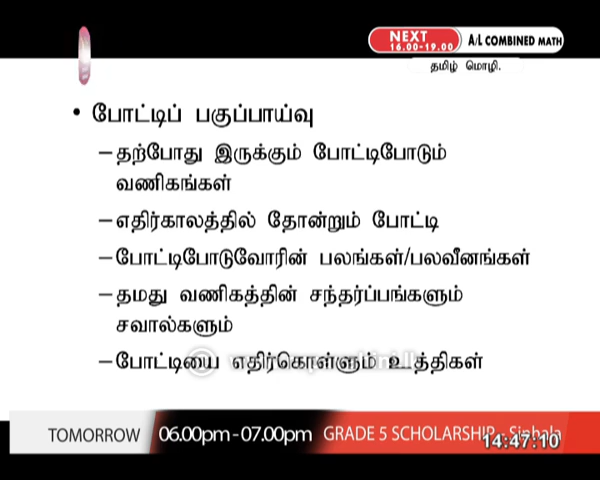 NEXT
16.00-19.00
A/L COMBINED MATH
தமிழ் மொழி.
• போட்டிப் பகுப்பாய்வு
–தற்போது இருக்கும் போட்டிபோடும்
வணிகங்கள்
–எதிர்காலத்தில் தோன்றும் போட்டி
–போட்டிபோடுவோரின் பலங்கள்/பலவீனங்கள்
–தமது வணிகத்தின் சந்தர்ப்பங்களும்
சவால்களும்
–போட்டியை எதிர்கொள்ளும் உத்திகள்
TOMORROW 06.00pm-07.00pm GRADE 5 SCHOLARSHIP - Sinhala
14:47:10